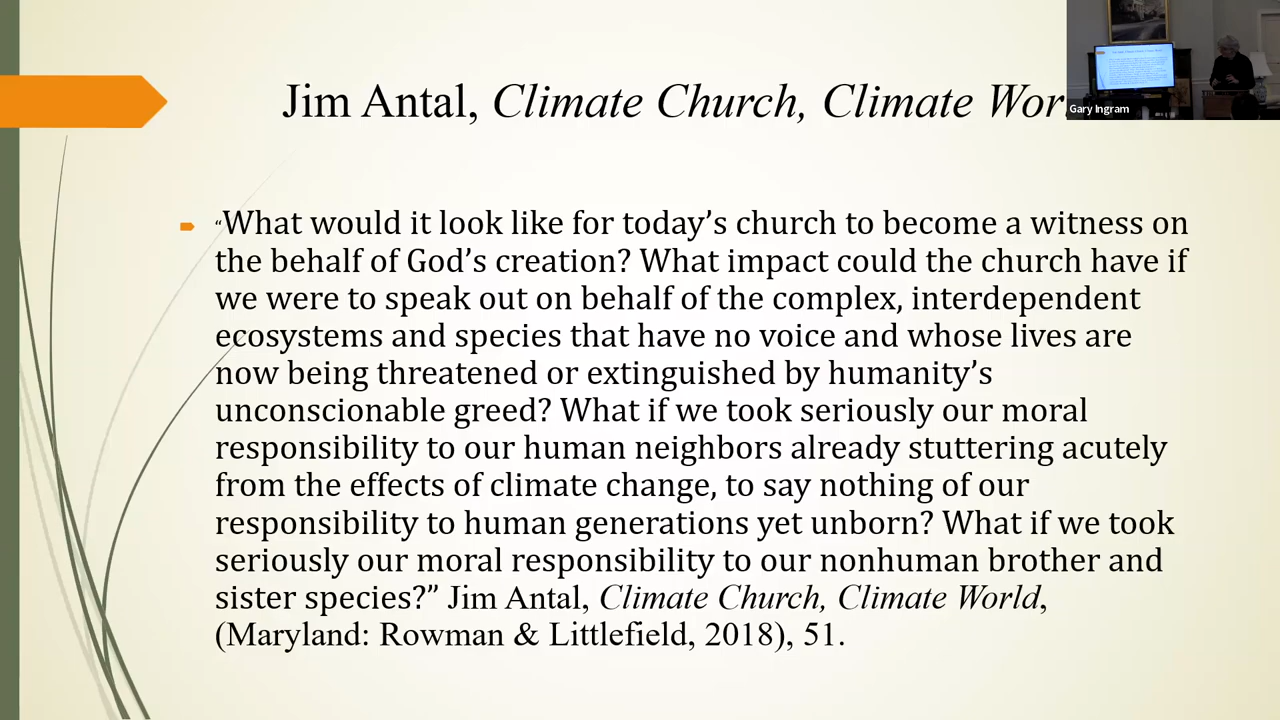 Jim Antal, Climate Church, Climate Wor
Gary Ingram
“What would it look like for today’s church to become a witness on
the behalf of God’s creation? What impact could the church have if
we were to speak out on behalf of the complex, interdependent
ecosystems and species that have no voice and whose lives are
now being threatened or extinguished by humanity’s
unconscionable greed? What if we took seriously our moral
responsibility to our human neighbors already stuttering acutely
from the effects of climate change, to say nothing of our
responsibility to human generations yet unborn? What if we took
seriously our moral responsibility to our nonhuman brother and
sister species?” Jim Antal, Climate Church, Climate World,
(Maryland: Rowman & Littlefield, 2018), 51.